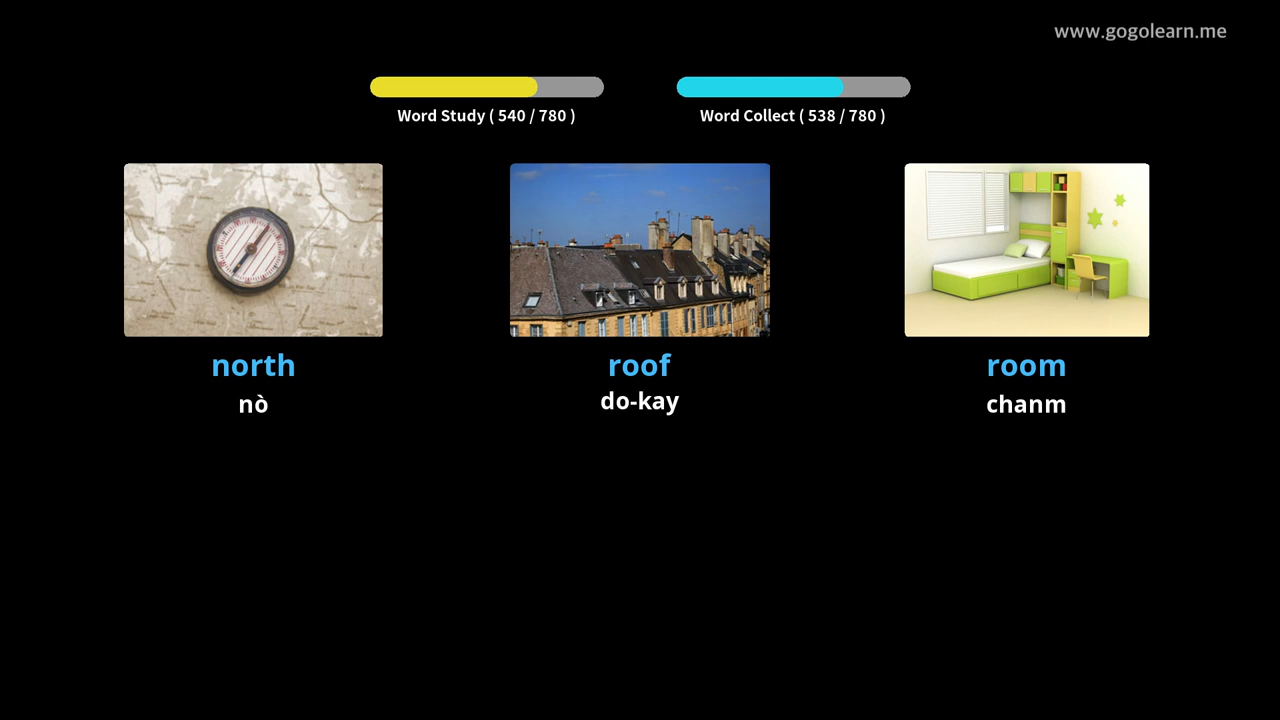 www.gogolearn.me
Word Study ( 540 / 780 )
Word Collect ( 538 / 780 )
north
nò
roof
do-kay
room
chanm